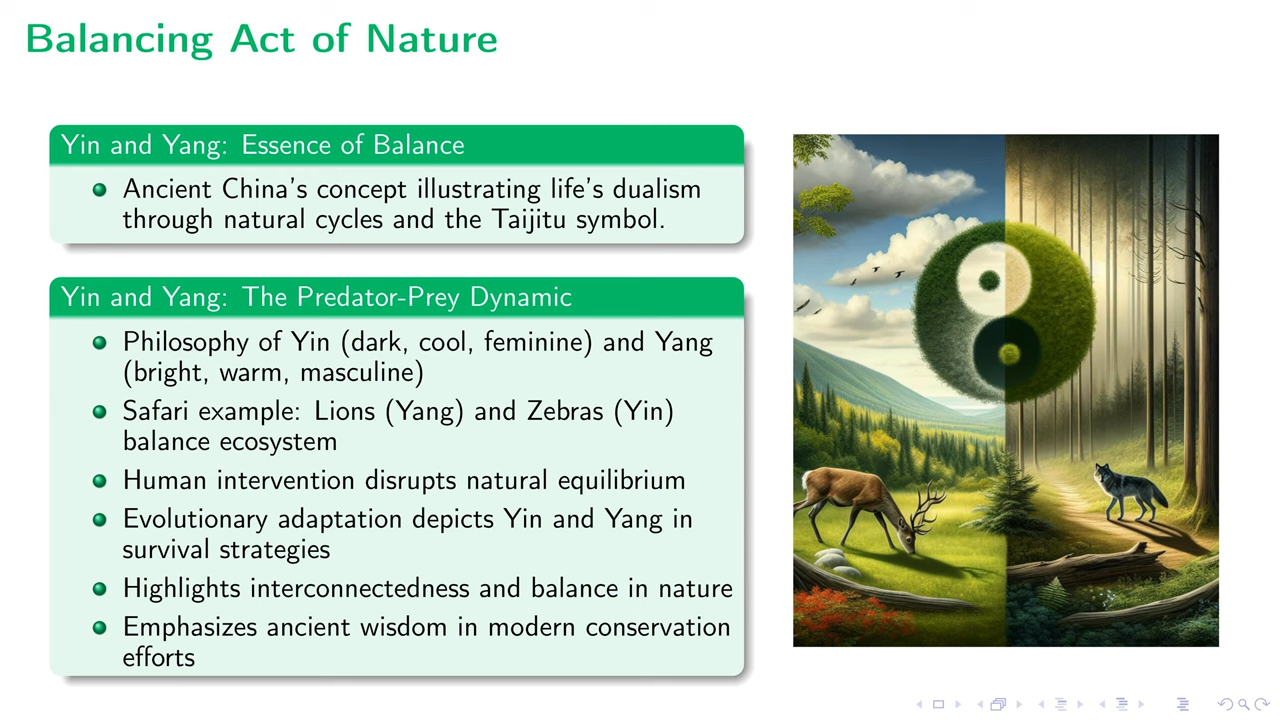 Balancing Act of Nature
Yin and Yang: Essence of Balance
Ancient China's concept illustrating life's dualism
through natural cycles and the Taijitu symbol.
Yin and Yang: The Predator-Prey Dynamic
Philosophy of Yin (dark, cool, feminine) and Yang
(bright, warm, masculine)
Safari example: Lions (Yang) and Zebras (Yin)
balance ecosystem
Human intervention disrupts natural equilibrium
Evolutionary adaptation depicts Yin and Yang in
survival strategies
Highlights interconnectedness and balance in nature
Emphasizes ancient wisdom in modern conservation
efforts